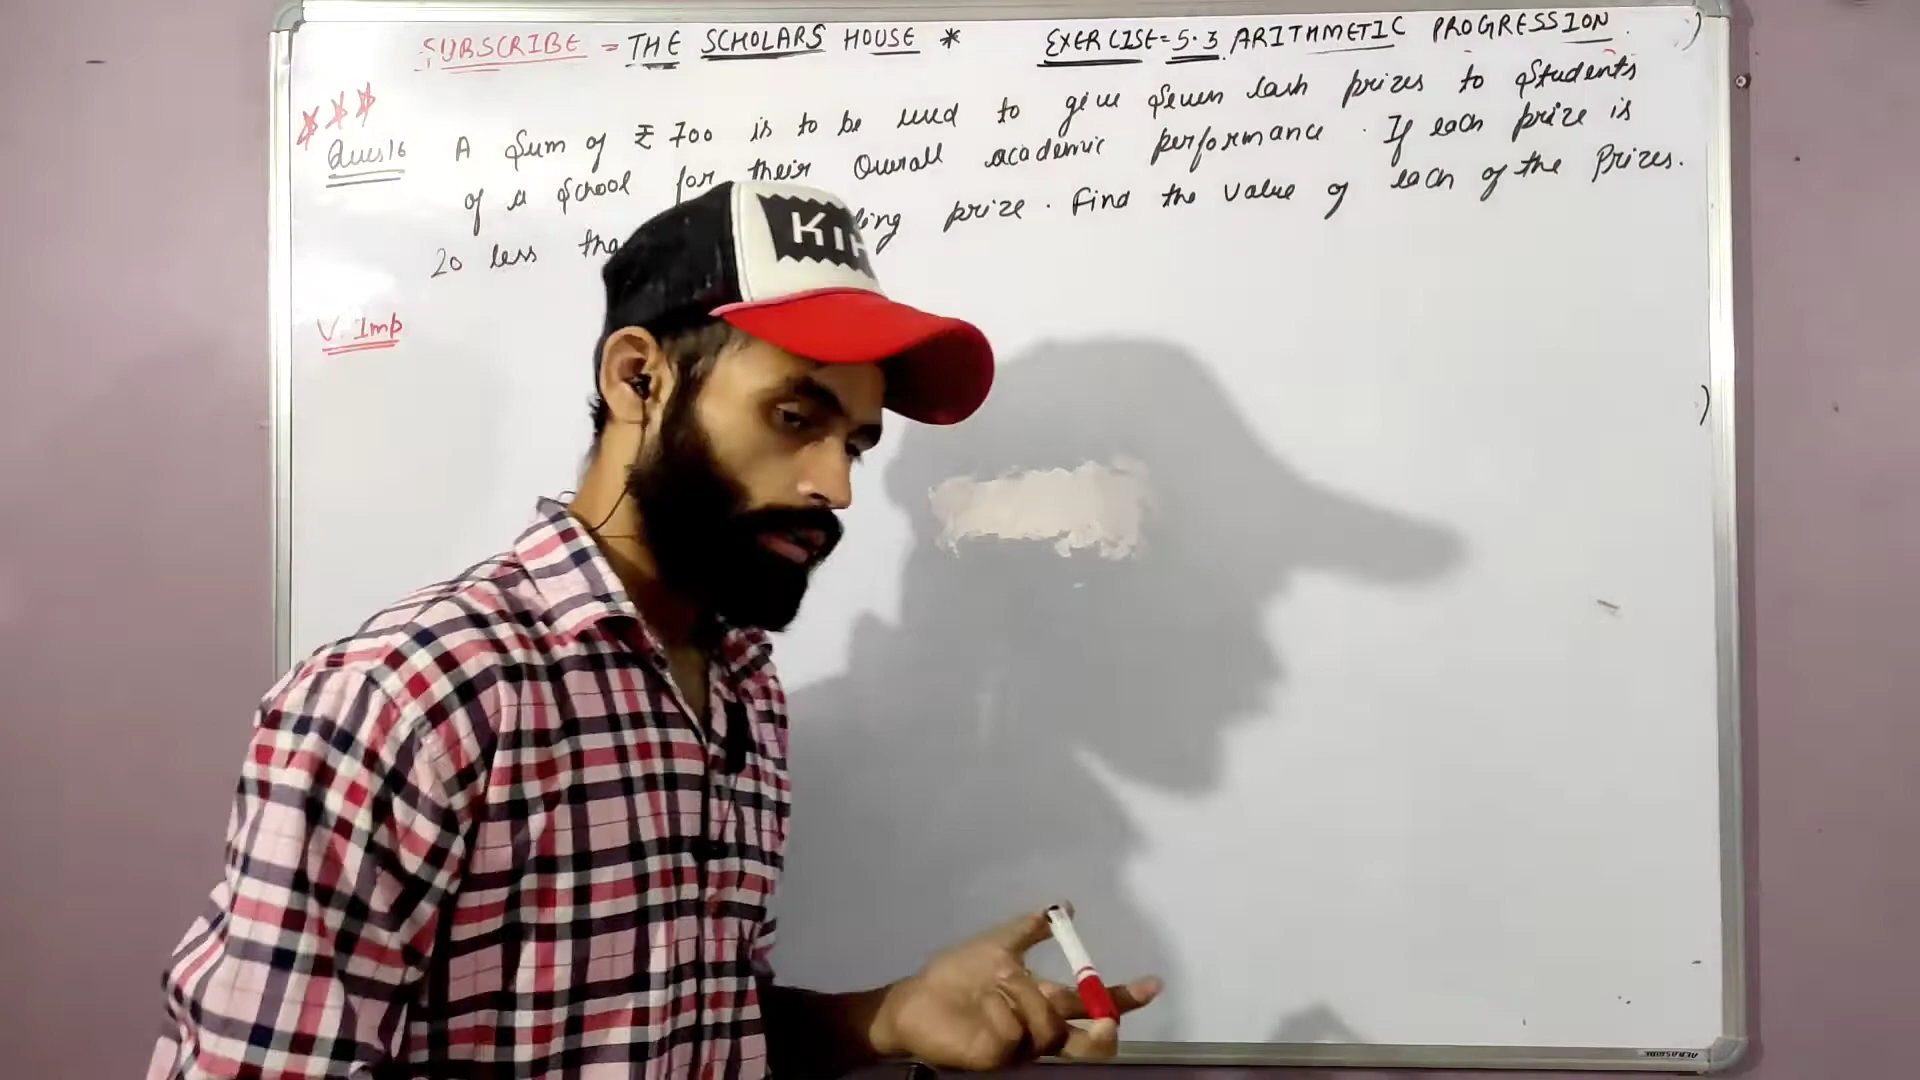 SUBSCRIBE = THE SCHOLARS HOUSE * EXERCISE = 5.3 ARITHMETIC PROGRESSION.
Ques16 A Sum of ₹ 700 is to be used to give Seven cash prizes to Students
of a School for their Overall academic performance. If each prize is
20 less prize. Find the value of each of the Prizes.
V. Imp
KI